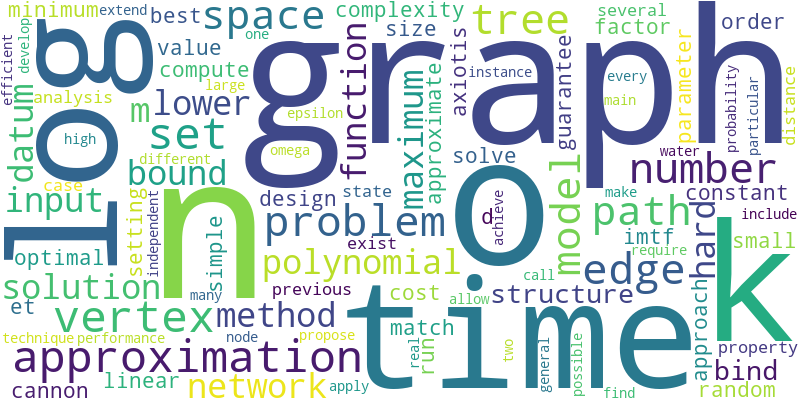 minimum extend best space complexity several order
efficient develop log value size tree factor one
graph
compute function maximum axiotis instance every parameter probability distance
analysis large lower epsilon approximate guarantee main particular
datum m high set omega solve water number
different bound n o model constant
input case setting independent design state d achieve path hard include
optimal simple problem exist imtf make small
solution many polynomial call require edge k
et vertex method previous cost allow structure approach
technique performance node propose match time property
approximation real run two general possible bind
cannon linear network apply find random